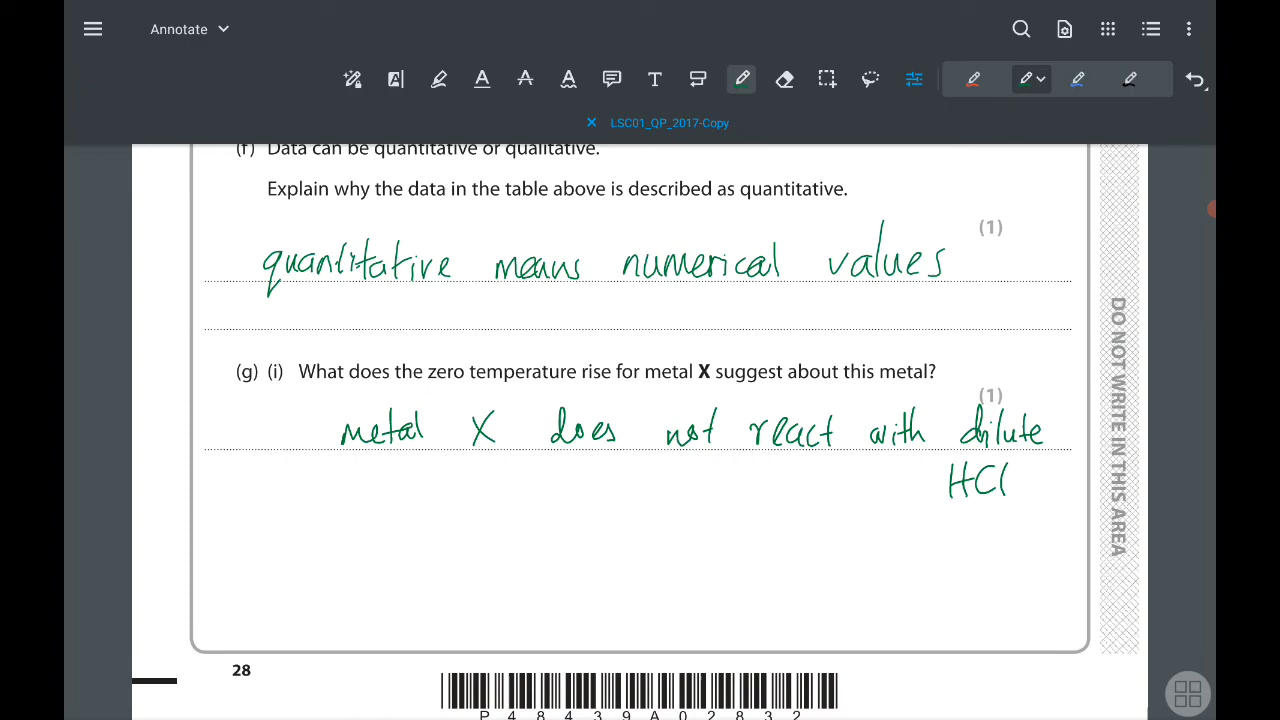 Annotate
LSC01_QP_2017-Copy
(f) Data can be quantitative or qualitative.
Explain why the data in the table above is described as quantitative.
(1)
quantitative means numerical values
(g) (i) What does the zero temperature rise for metal X suggest about this metal?
(1)
metal X does not react with dilute
HCl
28
P 4 8 4 3 9 A 0 2 8 3 2
DO NOT WRITE IN THIS AREA